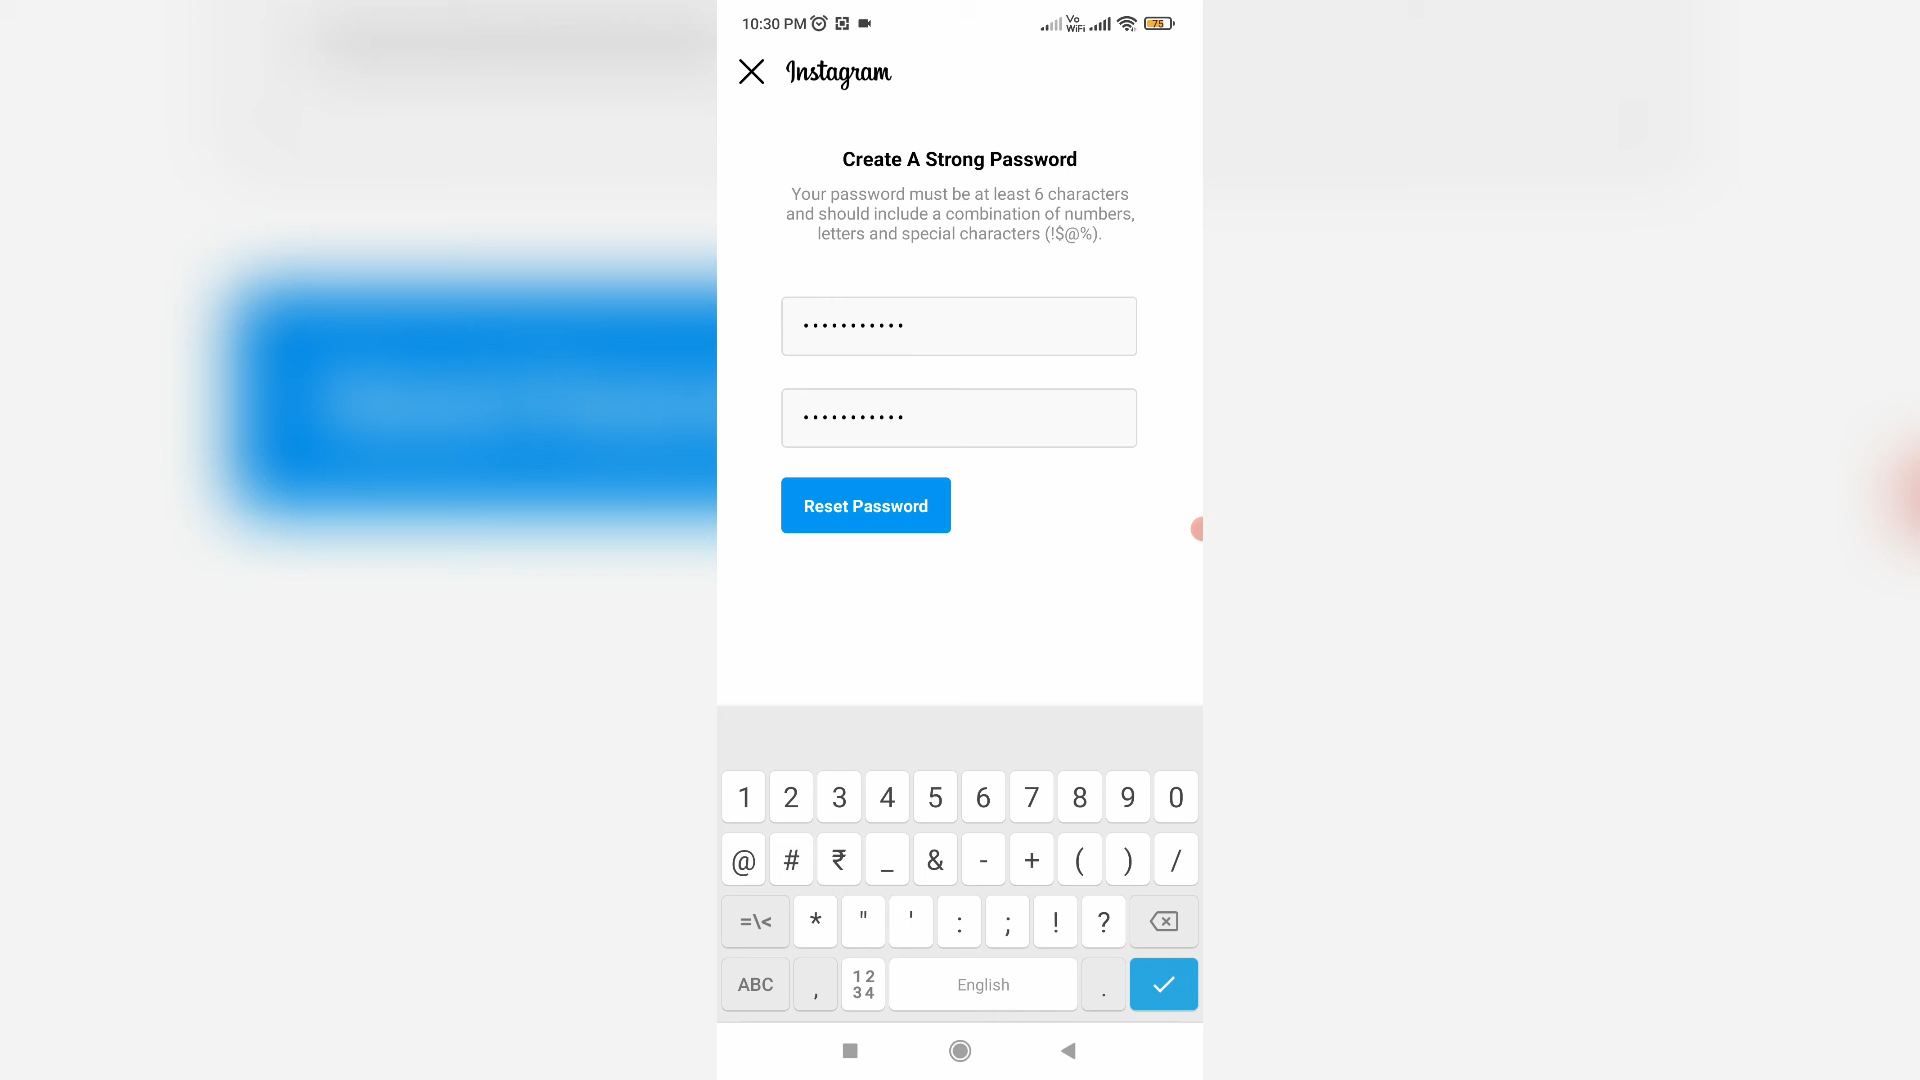 10:30 PM Vo WiFi 75
Instagram
Create A Strong Password
Your password must be at least 6 characters
and should include a combination of numbers,
letters and special characters (!$@%).
•••••••••••
•••••••••••
Reset Password
1 2 3 4 5 6 7 8 9 0
@ # ₹ _ & - + ( ) /
=\< * " ' : ; ! ?
ABC , 12 34 English .